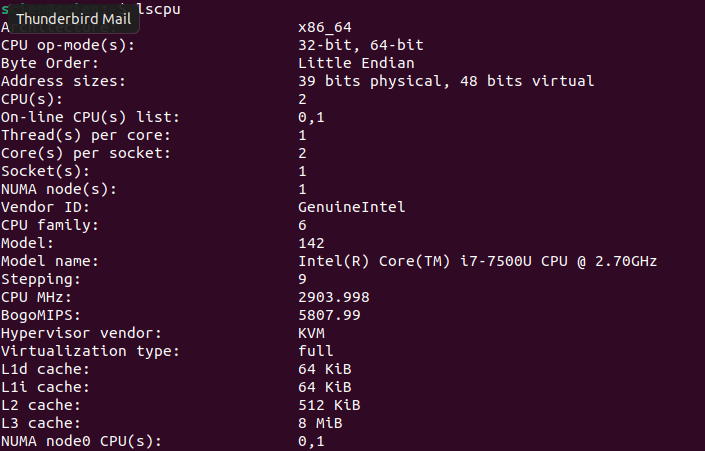 Thunderbird Mail
lscpu
x86_64
CPU op-mode(s): 32-bit, 64-bit
Byte Order: Little Endian
Address sizes: 39 bits physical, 48 bits virtual
CPU(s): 2
On-line CPU(s) list: 0,1
Thread(s) per core: 1
Core(s) per socket: 2
Socket(s): 1
NUMA node(s): 1
Vendor ID: GenuineIntel
CPU family: 6
Model: 142
Model name: Intel(R) Core(TM) i7-7500U CPU @ 2.70GHz
Stepping: 9
CPU MHz: 2903.998
BogoMIPS: 5807.99
Hypervisor vendor: KVM
Virtualization type: full
L1d cache: 64 KiB
L1i cache: 64 KiB
L2 cache: 512 KiB
L3 cache: 8 MiB
NUMA node0 CPU(s): 0,1